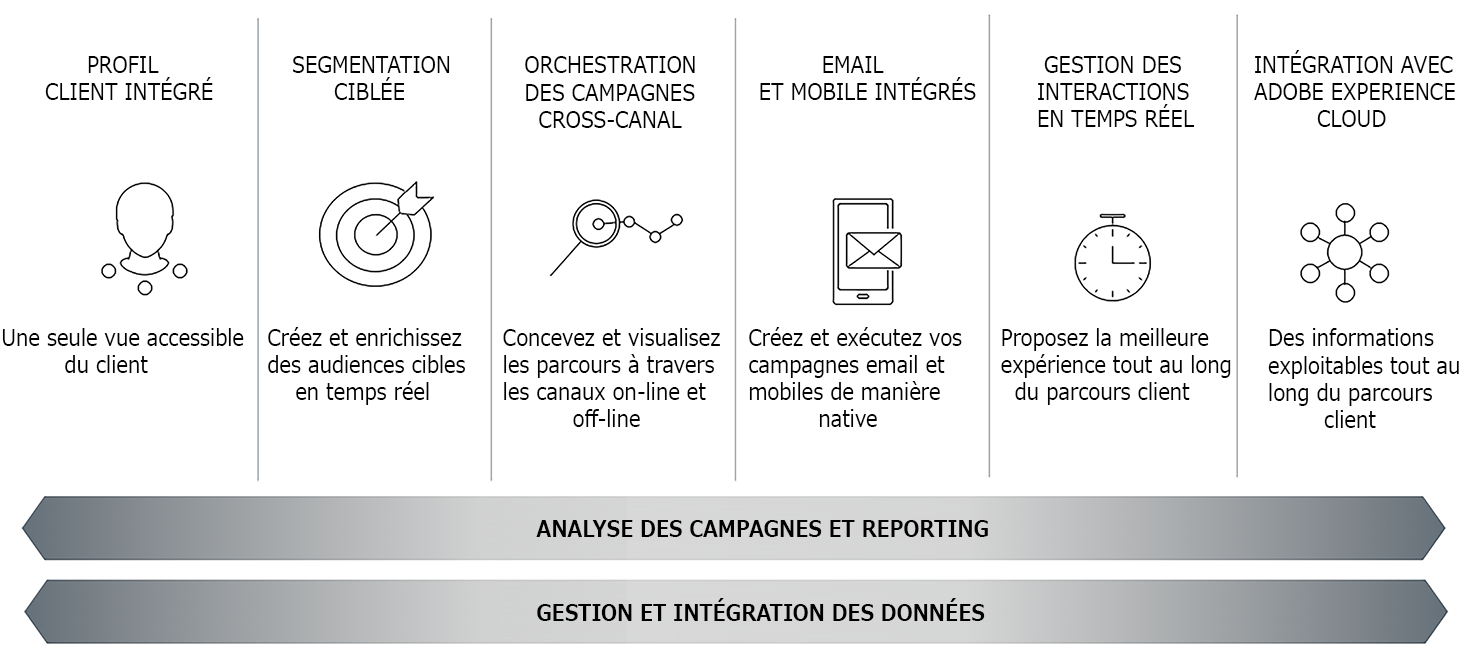 PROFIL
CLIENT INTÉGRÉ
Une seule vue accessible
du client
SEGMENTATION
CIBLÉE
Créez et enrichissez
des audiences cibles
en temps réel
ORCHESTRATION
DES CAMPAGNES
CROSS-CANAL
Concevez et visualisez
les parcours à travers
les canaux on-line et
off-line
EMAIL
ET MOBILE INTÉGRÉS
Créez et exécutez vos
campagnes email et
mobiles de manière
native
GESTION DES
INTERACTIONS
EN TEMPS RÉEL
Proposez la meilleure
expérience tout au long
du parcours client
INTÉGRATION AVEC
ADOBE EXPERIENCE
CLOUD
Des informations
exploitables tout au
long du parcours
client
ANALYSE DES CAMPAGNES ET REPORTING
GESTION ET INTÉGRATION DES DONNÉES